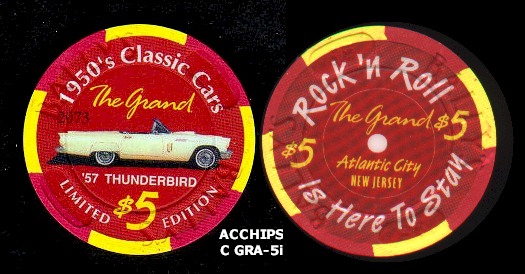 1950's Classic Cars
The Grand
2073
'57 THUNDERBIRD
LIMITED $5 EDITION
Rock 'n Roll
The Grand
$5 $5
Atlantic City
NEW JERSEY
Is Here To Stay
ACCHIPS
C GRA-5i